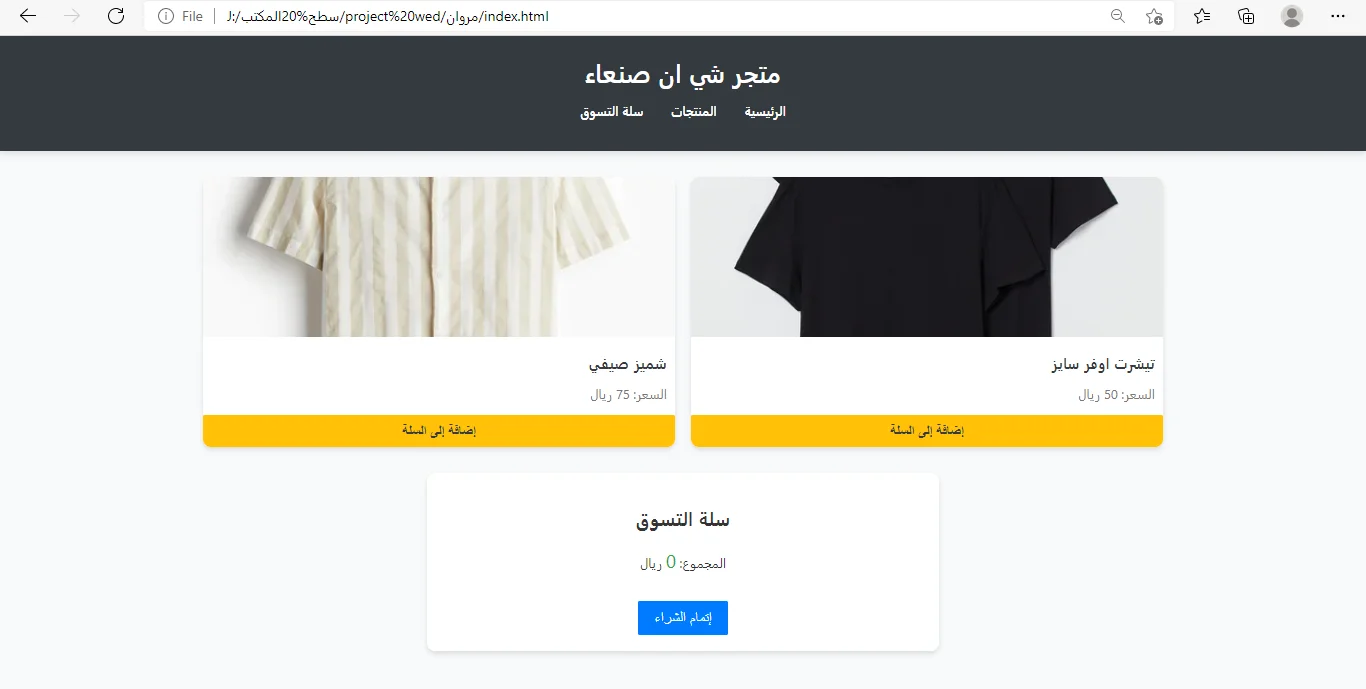 File J:/سطح%20المكتب/project%20wed/مروان/index.html
متجر شي ان صنعاء
الرئيسية المنتجات سلة التسوق
تيشرت اوفر سايز
السعر: 50 ريال
إضافة إلى السلة
شميز صيفي
السعر: 75 ريال
إضافة إلى السلة
سلة التسوق
المجموع: 0 ريال
إتمام الشراء